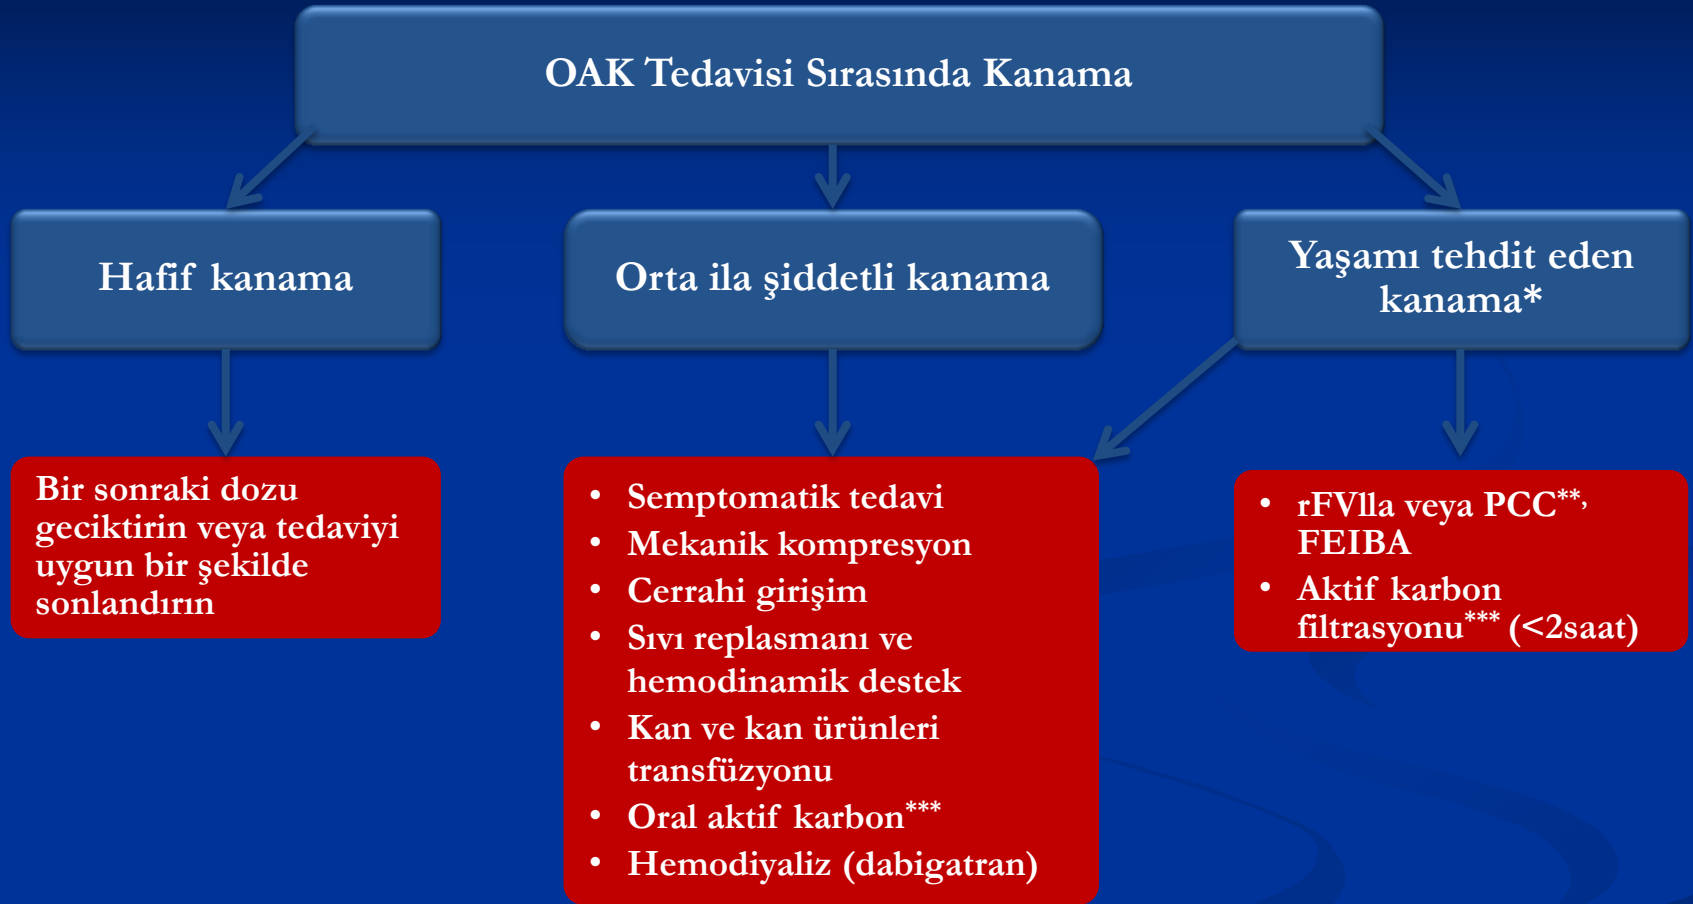 OAK Tedavisi Sırasında Kanama
Hafif kanama
Orta ila şiddetli kanama
Yaşamı tehdit eden
kanama*
Bir sonraki dozu
geciktirin veya tedaviyi
uygun bir şekilde
sonlandırın
• Semptomatik tedavi
• Mekanik kompresyon
• Cerrahi girişim
• Sıvı replasmanı ve
hemodinamik destek
• Kan ve kan ürünleri
transfüzyonu
• Oral aktif karbon***
• Hemodiyaliz (dabigatran)
• rFVlla veya PCC**,
FEIBA
• Aktif karbon
filtrasyonu*** (<2saat)